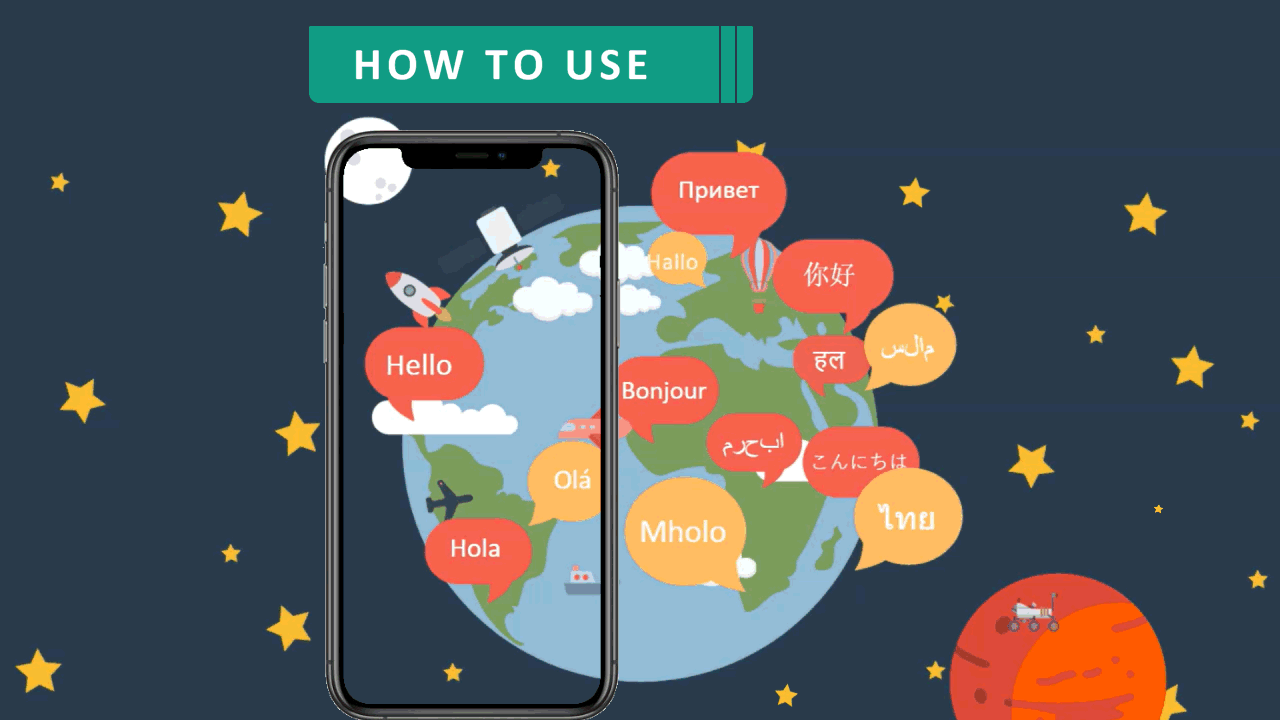 HOW TO USE
Привет
Hallo
你好
Hello
हल
مالس
Bonjour
ابحرم
こんにちは
Olá
Mholo
ไทย
Hola